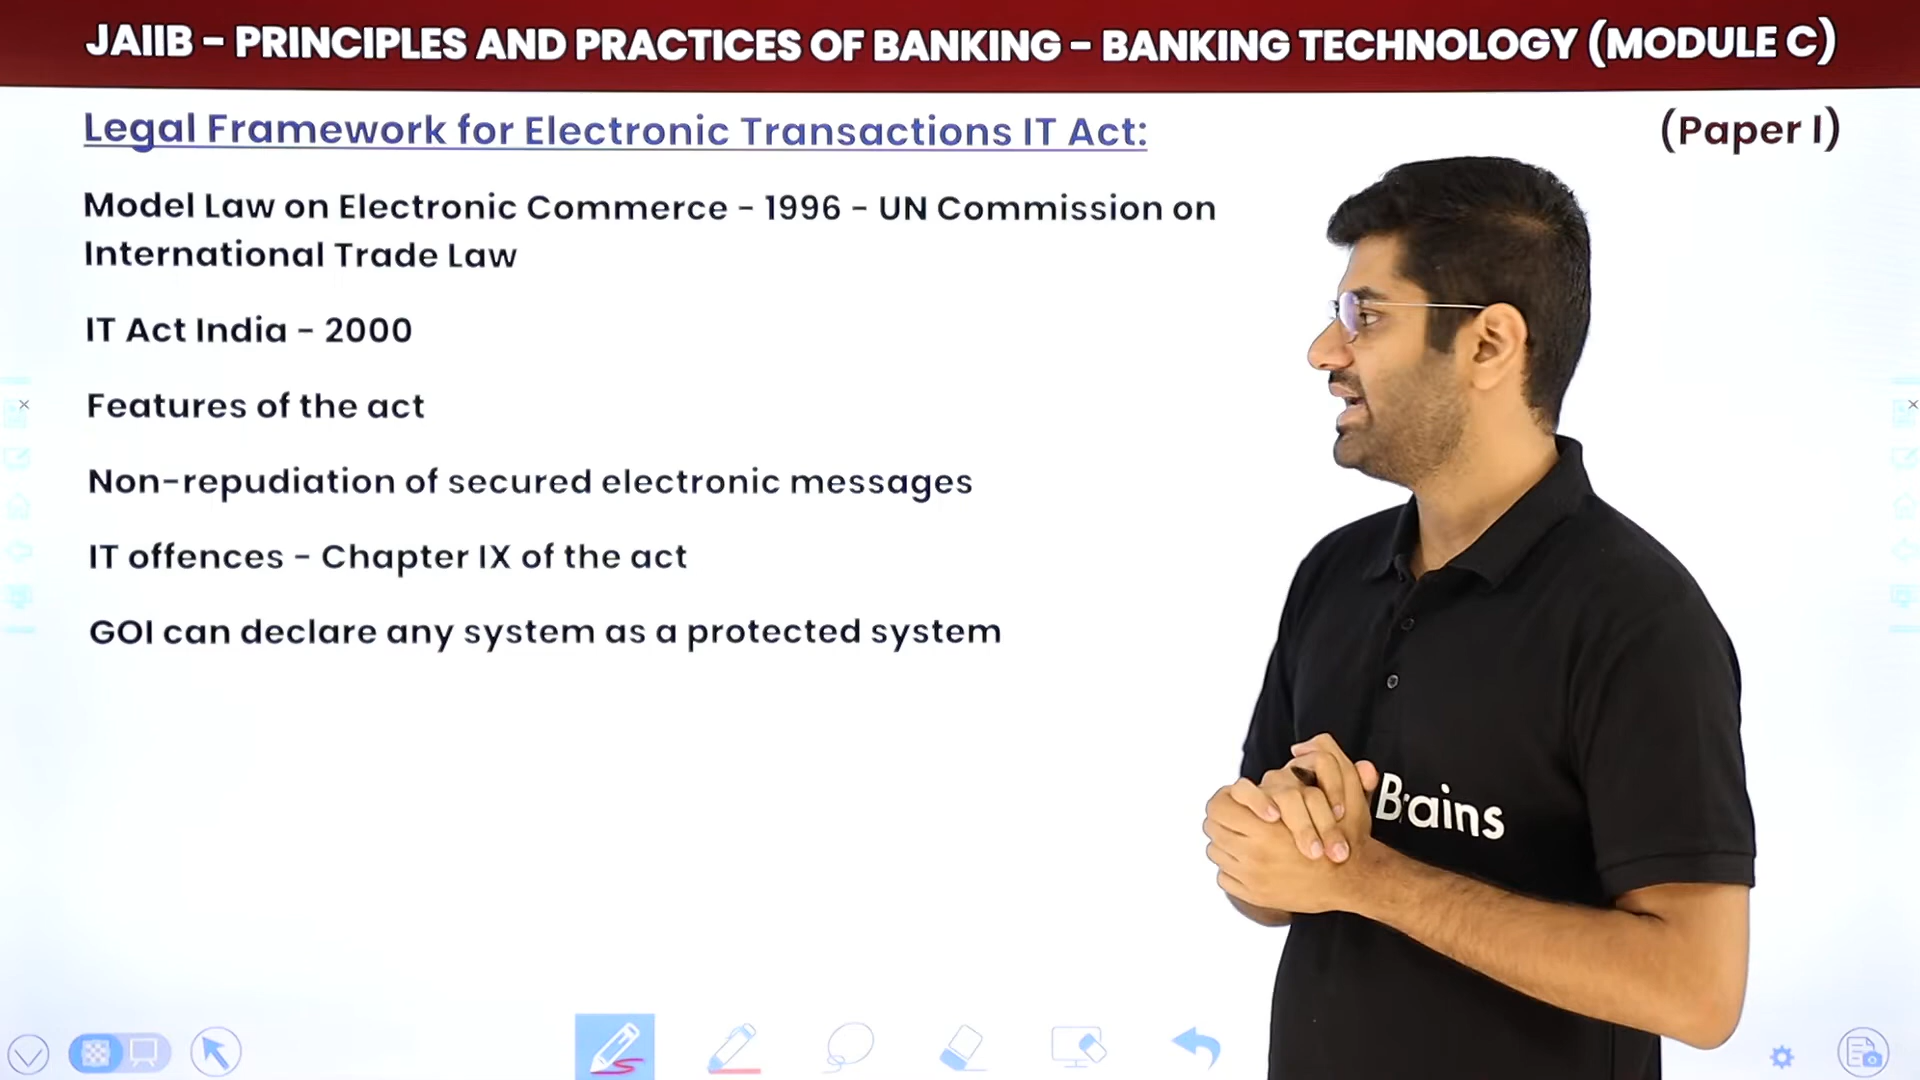 JAIIB - PRINCIPLES AND PRACTICES OF BANKING - BANKING TECHNOLOGY (MODULE C)
Legal Framework for Electronic Transactions IT Act:
(Paper I)
Model Law on Electronic Commerce - 1996 - UN Commission on
International Trade Law
IT Act India - 2000
Features of the act
Non-repudiation of secured electronic messages
IT offences - Chapter IX of the act
GOI can declare any system as a protected system
Brains